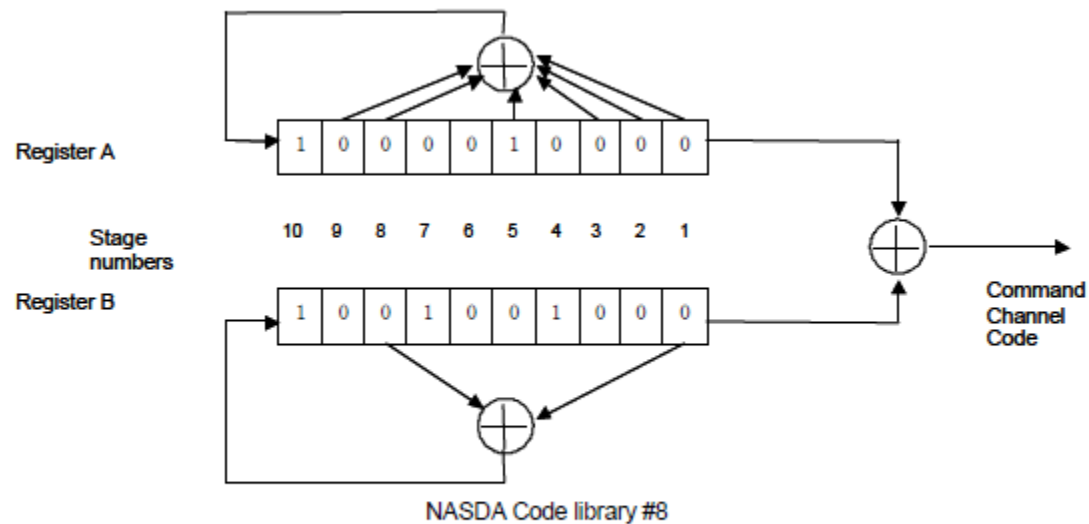 Register A
1 0 0 0 0 1 0 0 0 0
Stage
numbers
10 9 8 7 6 5 4 3 2 1
Register B
1 0 0 1 0 0 1 0 0 0
Command
Channel
Code
NASDA Code library #8